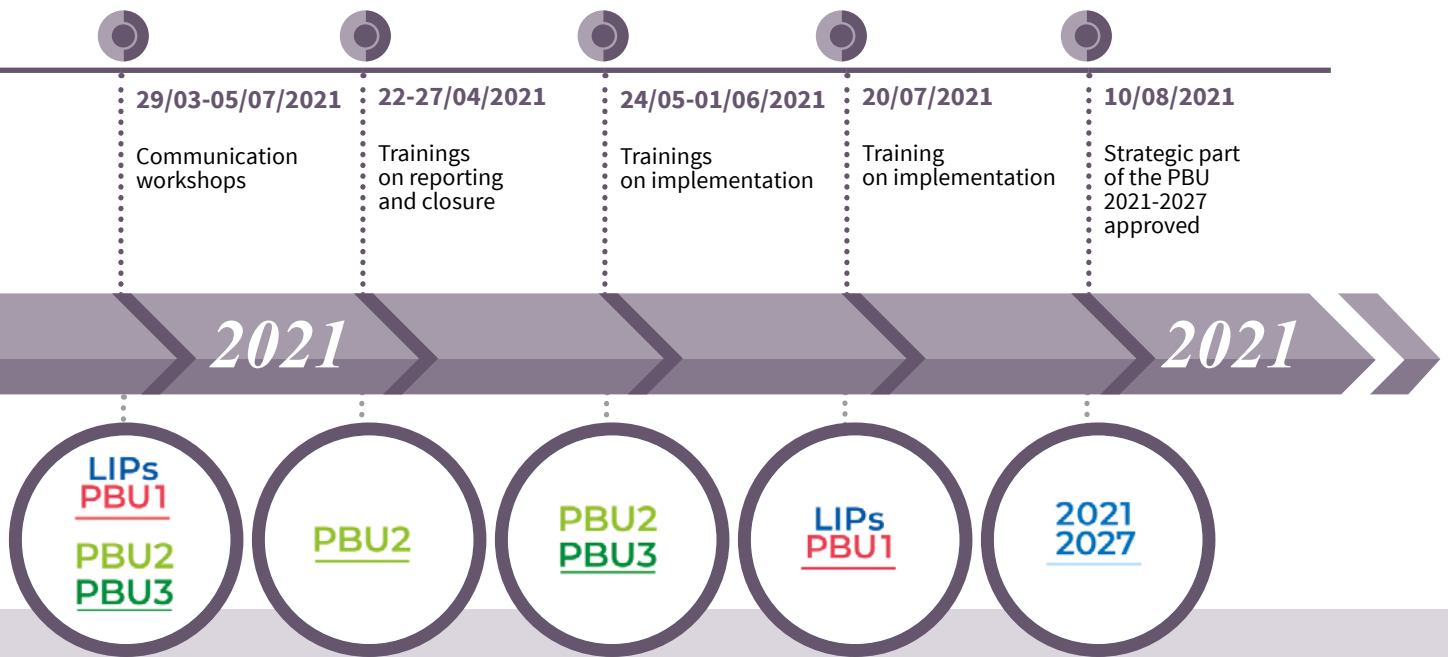 29/03-05/07/2021
Communication
workshops
22-27/04/2021
Trainings
on reporting
and closure
24/05-01/06/2021
Trainings
on implementation
20/07/2021
Training
on implementation
10/08/2021
Strategic part
of the PBU
2021-2027
approved
2021
2021
LIPs
PBU1
PBU2
PBU3
PBU2
PBU2
PBU3
LIPs
PBU1
2021
2027